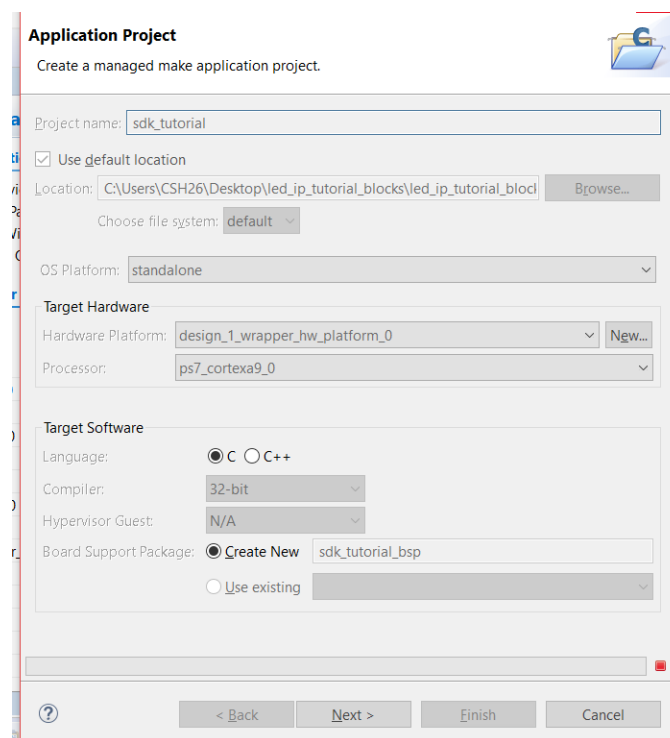 Application Project
Create a managed make application project.
Project name: sdk_tutorial
Use default location
Location: C:\Users\CSH26\Desktop\led_ip_tutorial_blocks\led_ip_tutorial_block Browse...
Choose file system: default
OS Platform: standalone
Target Hardware
Hardware Platform: design_1_wrapper_hw_platform_0 New...
Processor: ps7_cortexa9_0
Target Software
Language: C C++
Compiler: 32-bit
Hypervisor Guest: N/A
Board Support Package: Create New sdk_tutorial_bsp
Use existing
< Back Next > Finish Cancel